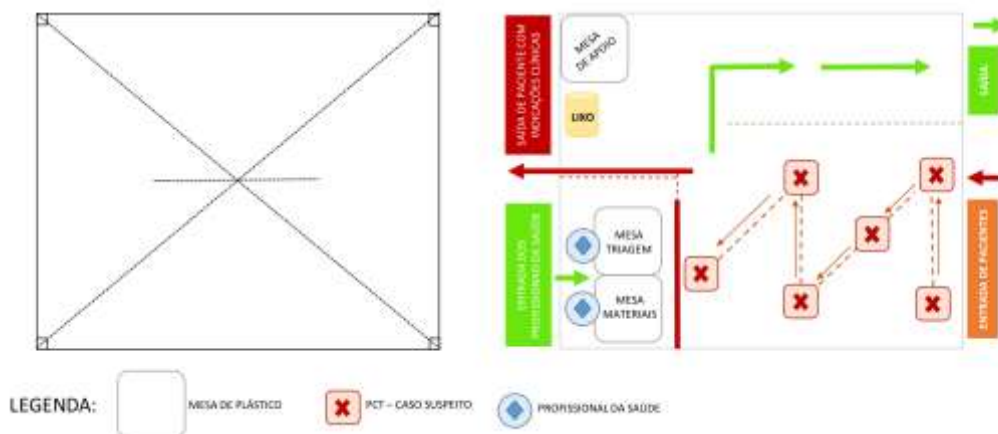 SAÍDA DE PACIENTE COM
INDICAÇÕES CLÍNICAS
MESA
DE APOIO
LIXO
SAÍDA
ENTRADA DOS
PROFISSIONAIS DE SAÚDE
MESA
TRIAGEM
MESA
MATERIAIS
ENTRADA DE PACIENTES
LEGENDA:
MESA DE PLÁSTICO
PCT – CASO SUSPEITO
PROFISSIONAL DA SAÚDE